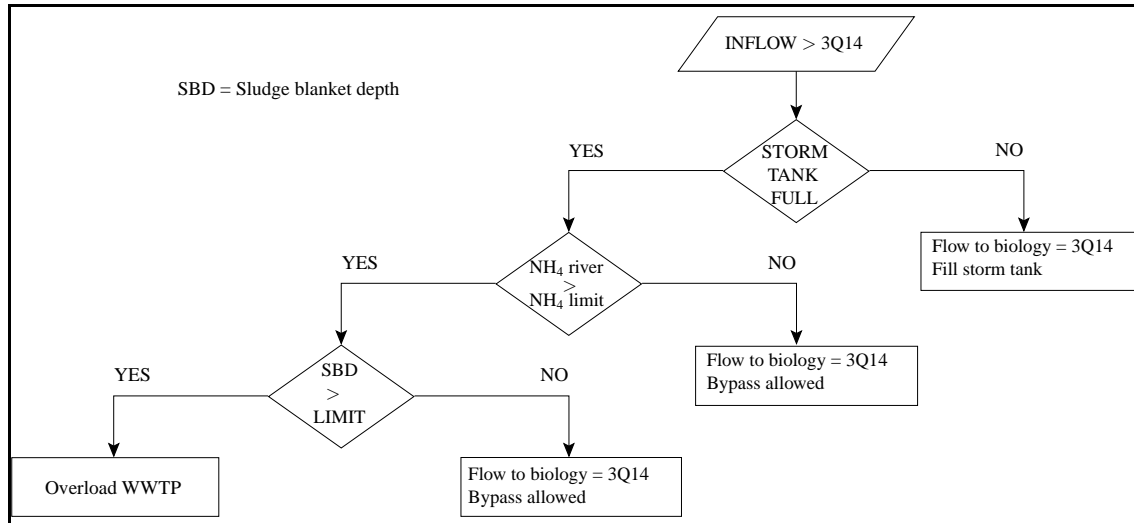 INFLOW > 3Q14
SBD = Sludge blanket depth
YES
STORM
TANK
FULL
NO
Flow to biology = 3Q14
Fill storm tank
YES
NH₄ river
>
NH₄ limit
NO
Flow to biology = 3Q14
Bypass allowed
YES
SBD
>
LIMIT
NO
Overload WWTP
Flow to biology = 3Q14
Bypass allowed